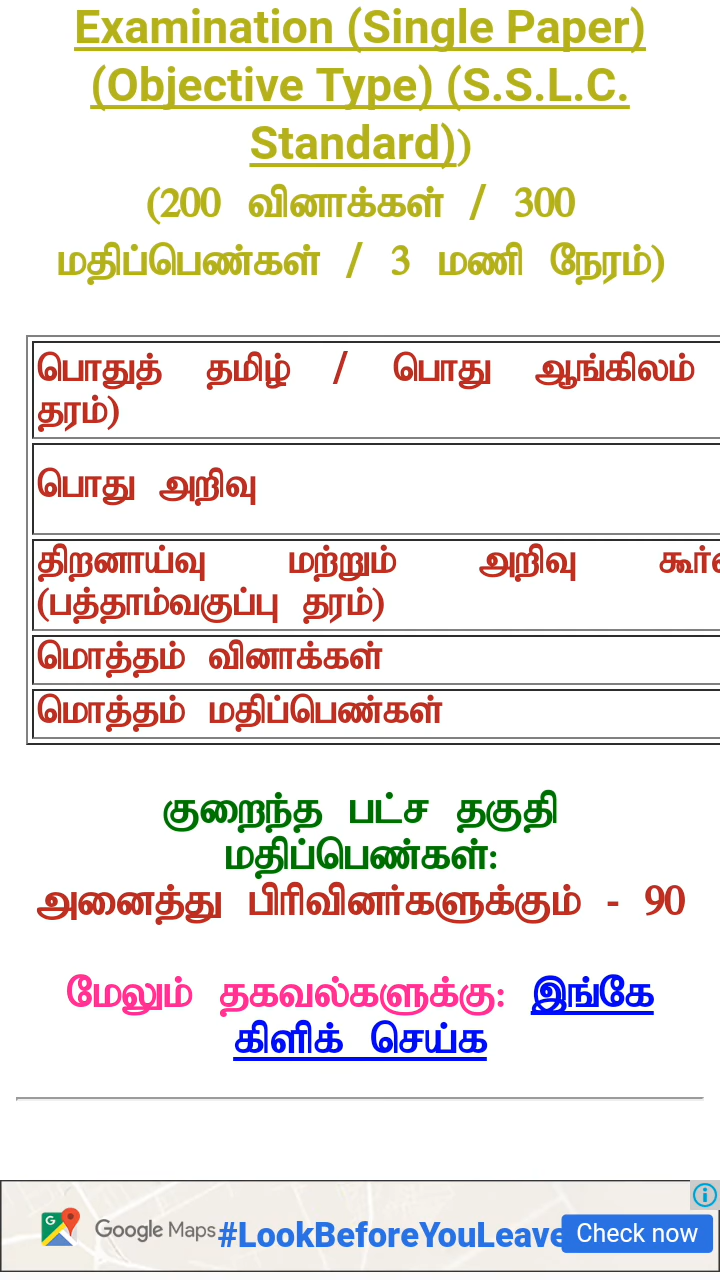 Examination (Single Paper)
(Objective Type) (S.S.L.C.
Standard))
(200 வினாக்கள் / 300
மதிப்பெண்கள் / 3 மணி நேரம்)
பொதுத் தமிழ் / பொது ஆங்கிலம்
தரம்)
பொது அறிவு
திறனாய்வு மற்றும் அறிவு
(பத்தாம்வகுப்பு தரம்)
மொத்தம் வினாக்கள்
மொத்தம் மதிப்பெண்கள்
குறைந்த பட்ச தகுதி
மதிப்பெண்கள்:
அனைத்து பிரிவினர்களுக்கும் - 90
மேலும் தகவல்களுக்கு: இங்கே
கிளிக் செய்க
Google Maps #LookBeforeYouLeave Check now